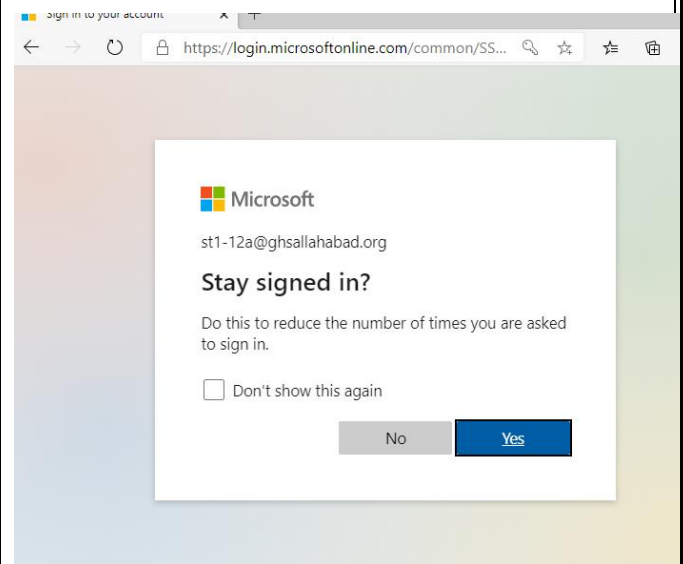 Sign in to your account
https://login.microsoftonline.com/common/SS...
Microsoft
st1-12a@ghsallahabad.org
Stay signed in?
Do this to reduce the number of times you are asked
to sign in.
Don't show this again
No
Yes